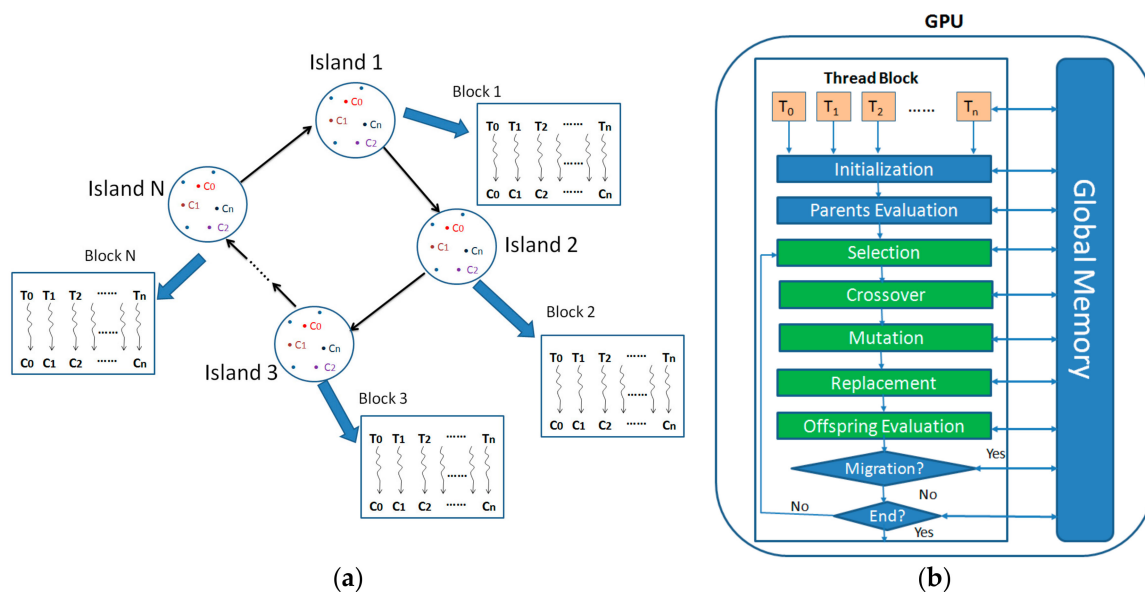 Island 1
C0
C1
Cn
C2
Block 1
T0 T1 T2 ...... Tn
......
C0 C1 C2 ...... Cn
Island N
C0
C1
Cn
C2
Block N
T0 T1 T2 ...... Tn
......
C0 C1 C2 ...... Cn
Island 2
C0
C1
Cn
C2
Block 2
T0 T1 T2 ...... Tn
......
C0 C1 C2 ...... Cn
Island 3
C0
C1
Cn
C2
Block 3
T0 T1 T2 ...... Tn
......
C0 C1 C2 ...... Cn
(a)
GPU
Thread Block
T0 T1 T2 ...... Tn
Initialization
Parents Evaluation
Selection
Crossover
Mutation
Replacement
Offspring Evaluation
Migration?
Yes
No
End?
No
Yes
Global Memory
(b)